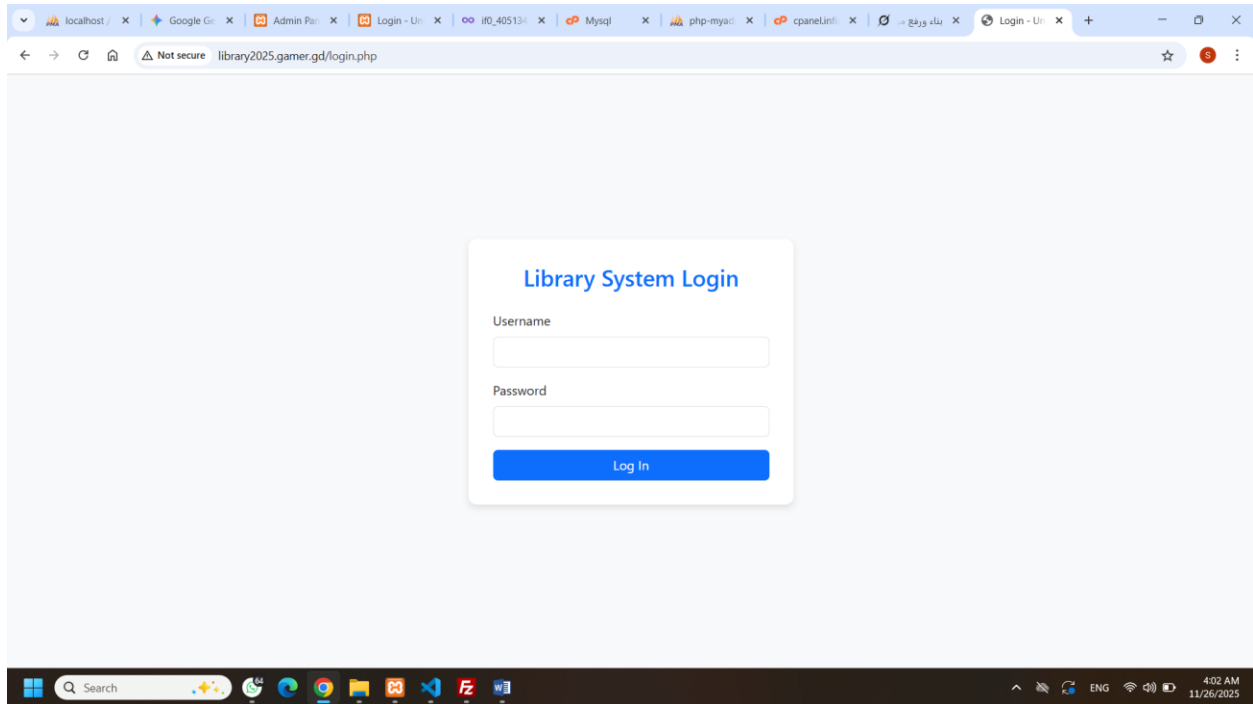 localhost /
Google Ge
Admin Pan
Login - Un
if0_405134
Mysql
php-myad
cpanel.infi
بناء ورفع م
Login - Un
Not secure
library2025.gamer.gd/login.php
S
Library System Login
Username
Password
Log In
Search
64
ENG
4:02 AM
11/26/2025